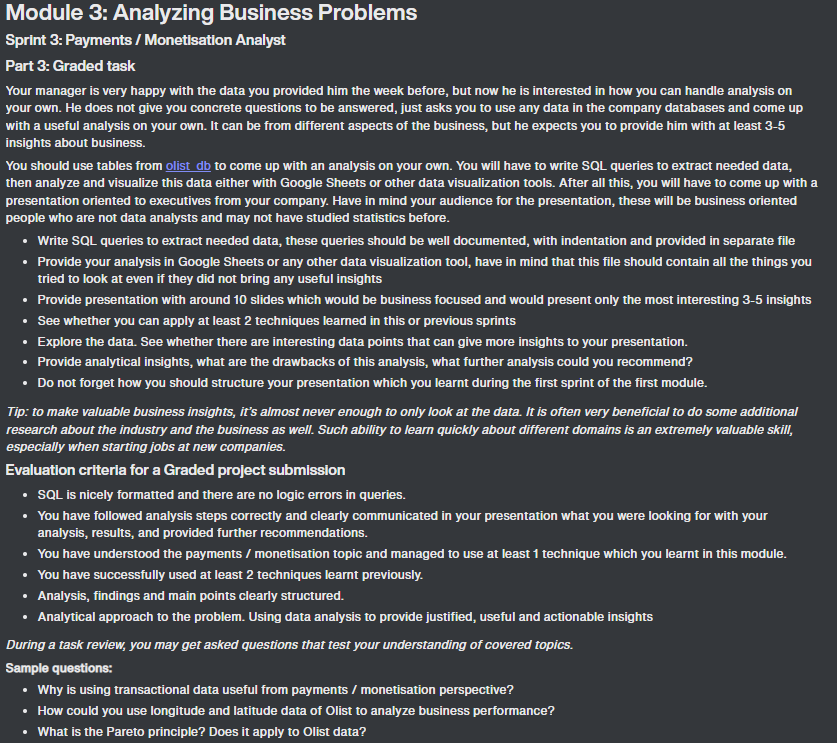 Module 3: Analyzing Business Problems
Sprint 3: Payments / Monetisation Analyst
Part 3: Graded task
Your manager is very happy with the data you provided him the week before, but now he is interested in how you can handle analysis on
your own. He does not give you concrete questions to be answered, just asks you to use any data in the company databases and come up
with a useful analysis on your own. It can be from different aspects of the business, but he expects you to provide him with at least 3-5
insights about business.
You should use tables from olist_db to come up with an analysis on your own. You will have to write SQL queries to extract needed data,
then analyze and visualize this data either with Google Sheets or other data visualization tools. After all this, you will have to come up with a
presentation oriented to executives from your company. Have in mind your audience for the presentation, these will be business oriented
people who are not data analysts and may not have studied statistics before.
• Write SQL queries to extract needed data, these queries should be well documented, with indentation and provided in separate file
• Provide your analysis in Google Sheets or any other data visualization tool, have in mind that this file should contain all the things you
tried to look at even if they did not bring any useful insights
• Provide presentation with around 10 slides which would be business focused and would present only the most interesting 3-5 insights
• See whether you can apply at least 2 techniques learned in this or previous sprints
• Explore the data. See whether there are interesting data points that can give more insights to your presentation.
• Provide analytical insights, what are the drawbacks of this analysis, what further analysis could you recommend?
• Do not forget how you should structure your presentation which you learnt during the first sprint of the first module.
Tip: to make valuable business insights, it's almost never enough to only look at the data. It is often very beneficial to do some additional
research about the industry and the business as well. Such ability to learn quickly about different domains is an extremely valuable skill,
especially when starting jobs at new companies.
Evaluation criteria for a Graded project submission
• SQL is nicely formatted and there are no logic errors in queries.
• You have followed analysis steps correctly and clearly communicated in your presentation what you were looking for with your
analysis, results, and provided further recommendations.
• You have understood the payments / monetisation topic and managed to use at least 1 technique which you learnt in this module.
• You have successfully used at least 2 techniques learnt previously.
• Analysis, findings and main points clearly structured.
• Analytical approach to the problem. Using data analysis to provide justified, useful and actionable insights
During a task review, you may get asked questions that test your understanding of covered topics.
Sample questions:
• Why is using transactional data useful from payments / monetisation perspective?
• How could you use longitude and latitude data of Olist to analyze business performance?
• What is the Pareto principle? Does it apply to Olist data?